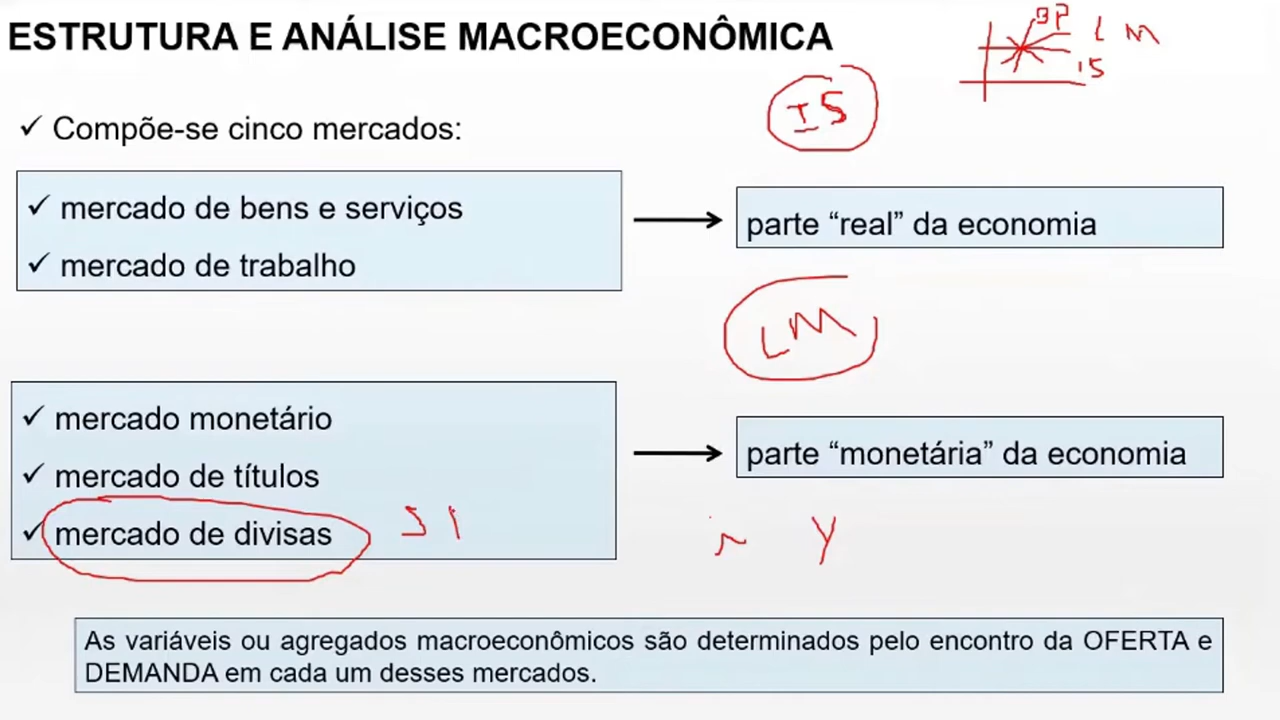 ESTRUTURA E ANÁLISE MACROECONÔMICA
BP
LM
IS
IS
✓ Compõe-se cinco mercados:
✓ mercado de bens e serviços
✓ mercado de trabalho
parte “real” da economia
LM
✓ mercado monetário
✓ mercado de títulos
✓ mercado de divisas
parte “monetária” da economia
Y
As variáveis ou agregados macroeconômicos são determinados pelo encontro da OFERTA e
DEMANDA em cada um desses mercados.